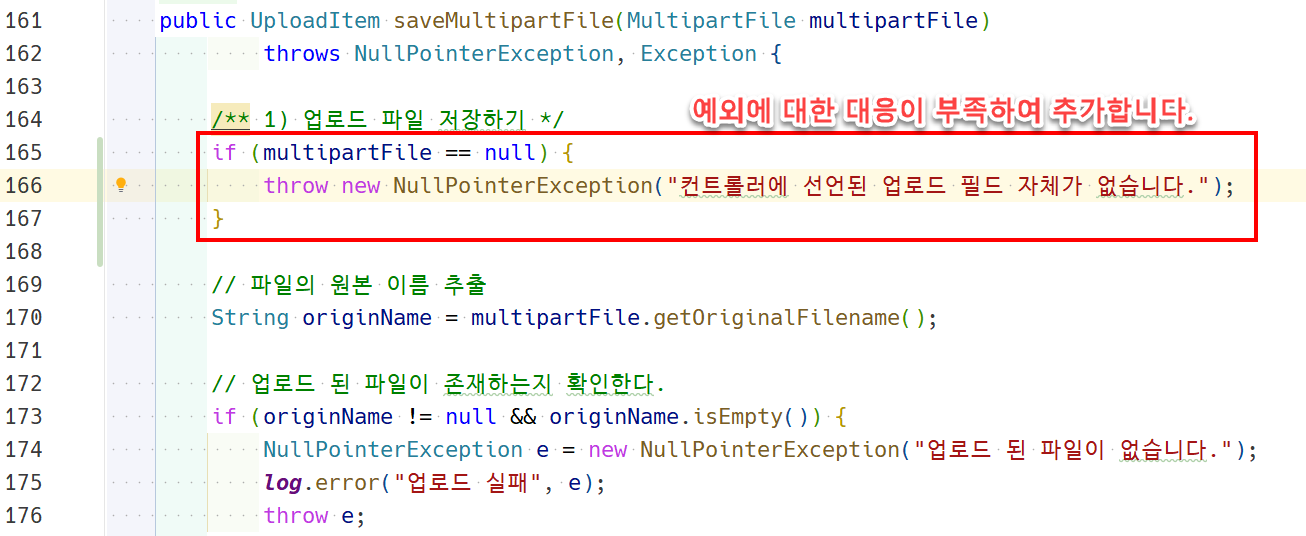 161 public UploadItem saveMultipartFile(MultipartFile multipartFile)
162 throws NullPointerException, Exception {
163
164 /** 1) 업로드 파일 저장하기 */
예외에 대한 대응이 부족하여 추가합니다.
165 if (multipartFile == null) {
166 throw new NullPointerException("컨트롤러에 선언된 업로드 필드 자체가 없습니다.");
167 }
168
169 // 파일의 원본 이름 추출
170 String originName = multipartFile.getOriginalFilename();
171
172 // 업로드 된 파일이 존재하는지 확인한다.
173 if (originName != null && originName.isEmpty()) {
174 NullPointerException e = new NullPointerException("업로드 된 파일이 없습니다.");
175 log.error("업로드 실패", e);
176 throw e;